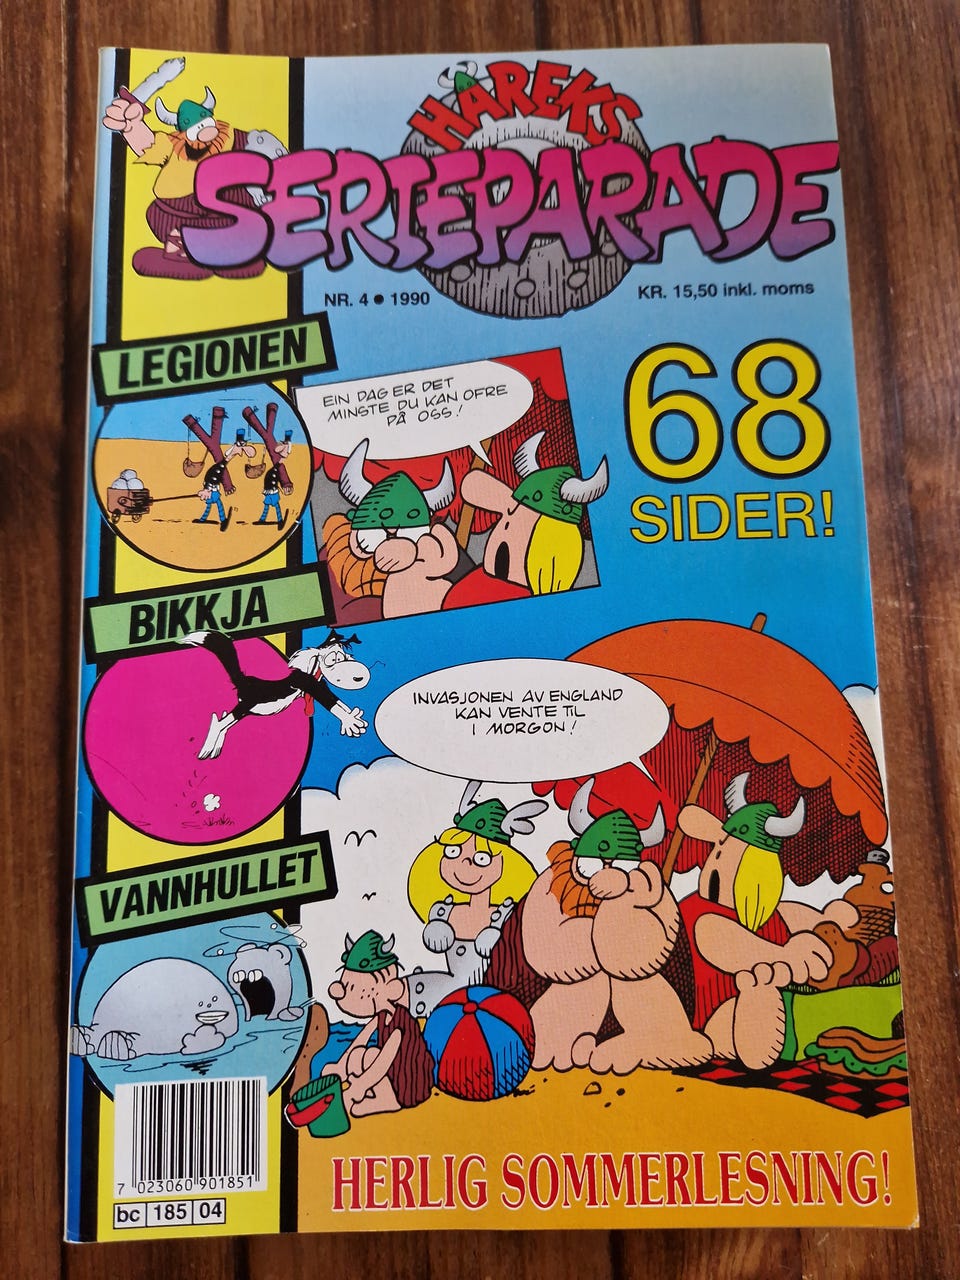 HÅREKS
SERIEPARADE
NR. 4 ● 1990
KR. 15,50 inkl. moms
LEGIONEN
EIN DAG ER DET
MINSTE DU KAN OFRE
PÅ OSS!
68
SIDER!
BIKKJA
INVASJONEN AV ENGLAND
KAN VENTE TIL
I MORGON!
VANNHULLET
7 023060 901851
bc 185 04
HERLIG SOMMERLESNING!